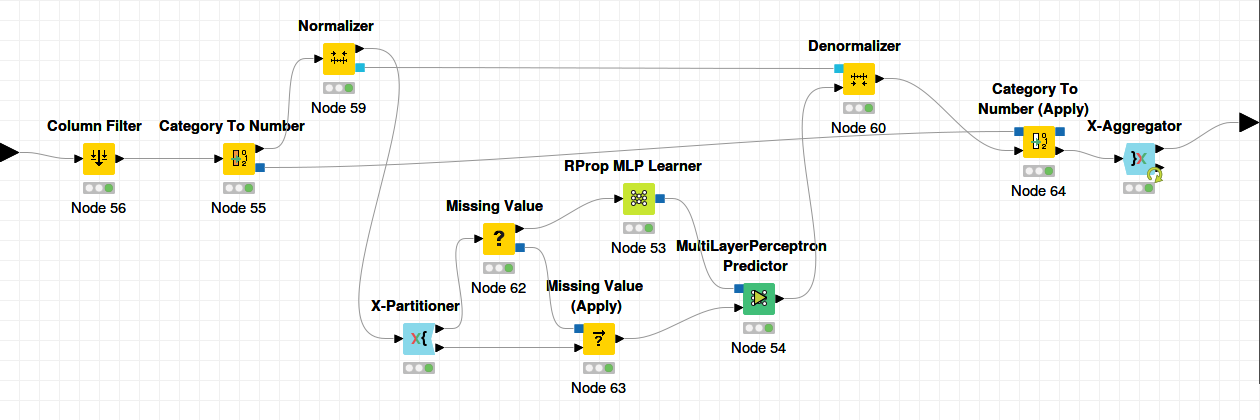 Normalizer
Node 59
Denormalizer
Node 60
Column Filter
Node 56
Category To Number
Node 55
Category To
Number (Apply)
Node 64
X-Aggregator
RProp MLP Learner
Node 53
Missing Value
?
Node 62
MultiLayerPerceptron
Predictor
Node 54
X-Partitioner
X{
Missing Value
(Apply)
?
Node 63
}X